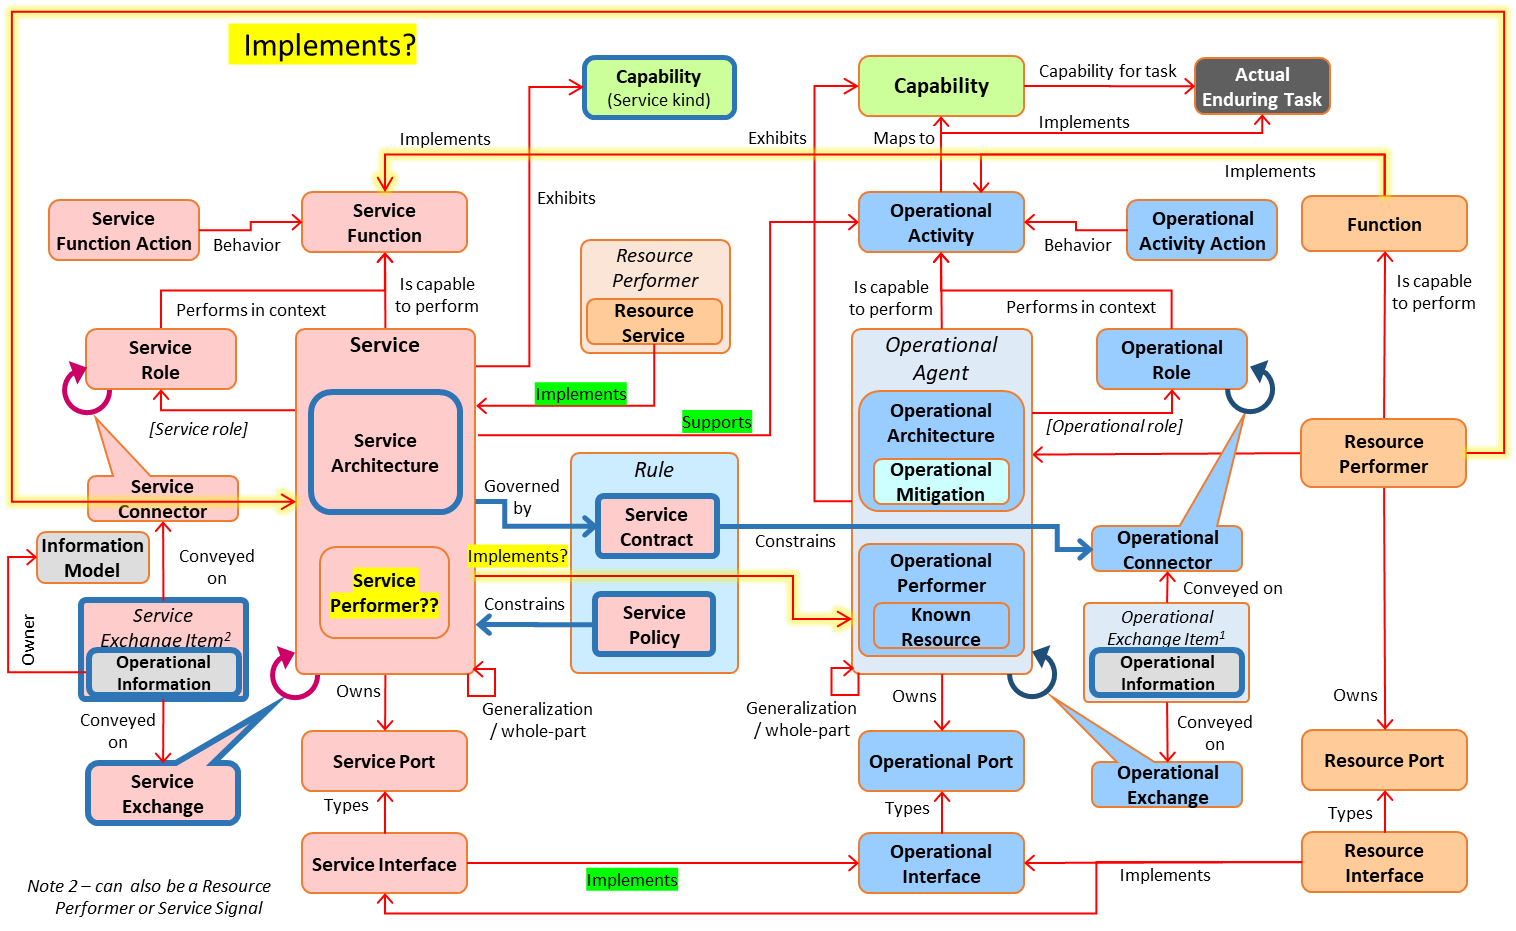 Implements?
Capability
(Service kind)
Capability
Capability for task
Actual
Enduring Task
Implements
Exhibits
Maps to
Implements
Exhibits
Implements
Service
Function Action
Behavior
Service
Function
Operational
Activity
Behavior
Operational
Activity Action
Function
Resource
Performer
Resource
Service
Is capable
to perform
Performs in context
Is capable
to perform
Performs in context
Is capable
to perform
Service
Role
Service
Operational
Agent
Operational
Role
[Service role]
Service
Architecture
Implements
Supports
Operational
Architecture
Operational
Mitigation
[Operational role]
Resource
Performer
Service
Connector
Governed
by
Rule
Service
Contract
Constrains
Operational
Connector
Information
Model
Conveyed
on
Implements?
Service
Performer??
Constrains
Service
Policy
Operational
Performer
Known
Resource
Conveyed on
Owner
Service
Exchange Item2
Operational
Information
Operational
Exchange Item1
Operational
Information
Conveyed
on
Owns
Generalization
/ whole-part
Generalization
/ whole-part
Owns
Conveyed
on
Owns
Service
Exchange
Service Port
Operational Port
Operational
Exchange
Resource Port
Types
Types
Types
Service Interface
Implements
Operational
Interface
Implements
Resource
Interface
Note 2 – can also be a Resource
Performer or Service Signal